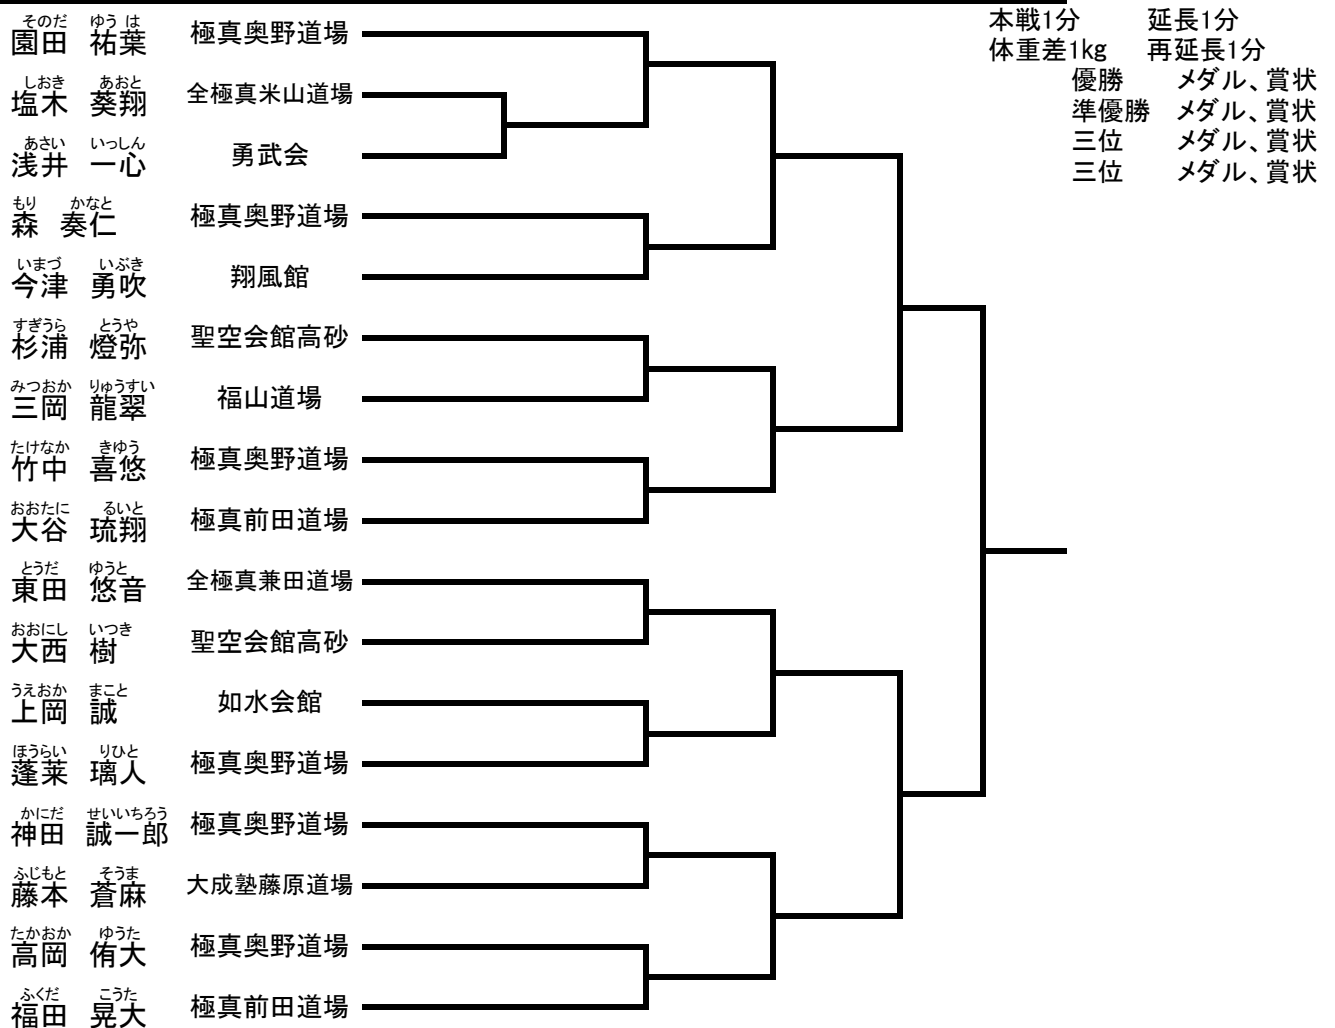 そのだ ゆう は
園田 祐葉 極真奥野道場
しおき あおと
塩木 葵翔 全極真米山道場
あさい いっしん
浅井 一心 勇武会
もり かなと
森 奏仁 極真奥野道場
いまづ いぶき
今津 勇吹 翔風館
すぎうら とうや
杉浦 燈弥 聖空会館高砂
みつおか りゅうすい
三岡 龍翠 福山道場
たけなか きゆう
竹中 喜悠 極真奥野道場
おおたに るいと
大谷 琉翔 極真前田道場
とうだ ゆうと
東田 悠音 全極真兼田道場
おおにし いつき
大西 樹 聖空会館高砂
うえおか まこと
上岡 誠 如水会館
ほうらい りひと
蓬莱 璃人 極真奥野道場
かにだ せいいちろう
神田 誠一郎 極真奥野道場
ふじもと そうま
藤本 蒼麻 大成塾藤原道場
たかおか ゆうた
高岡 侑大 極真奥野道場
ふくだ こうた
福田 晃大 極真前田道場
本戦1分 延長1分
体重差1kg 再延長1分
優勝 メダル、賞状
準優勝 メダル、賞状
三位 メダル、賞状
三位 メダル、賞状